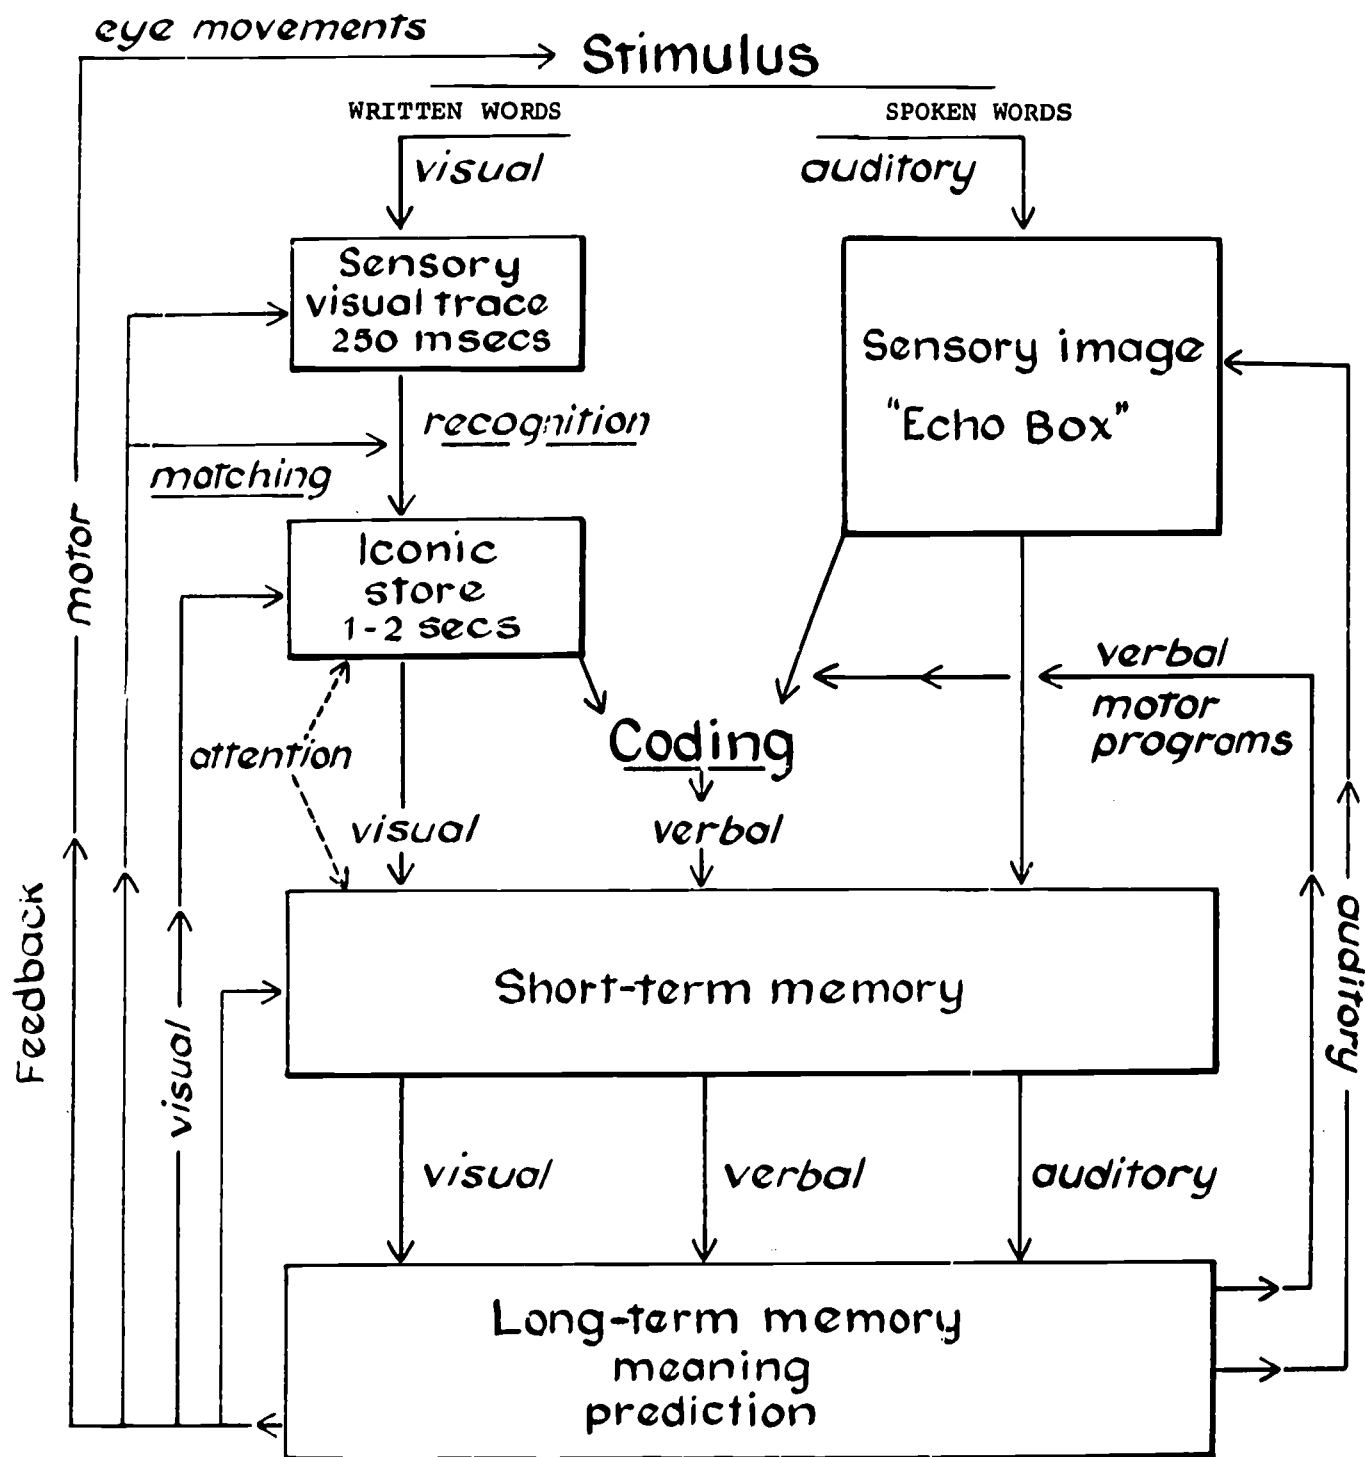 eye movements
Stimulus
WRITTEN WORDS
SPOKEN WORDS
visual
auditory
Sensory
visual trace
250 msecs
Sensory image
"Echo Box"
recognition
matching
motor
Iconic
store
1-2 secs
verbal
motor
programs
attention
Coding
visual
verbal
Feedback
visual
auditory
Short-term memory
visual
verbal
auditory
Long-term memory
meaning
prediction